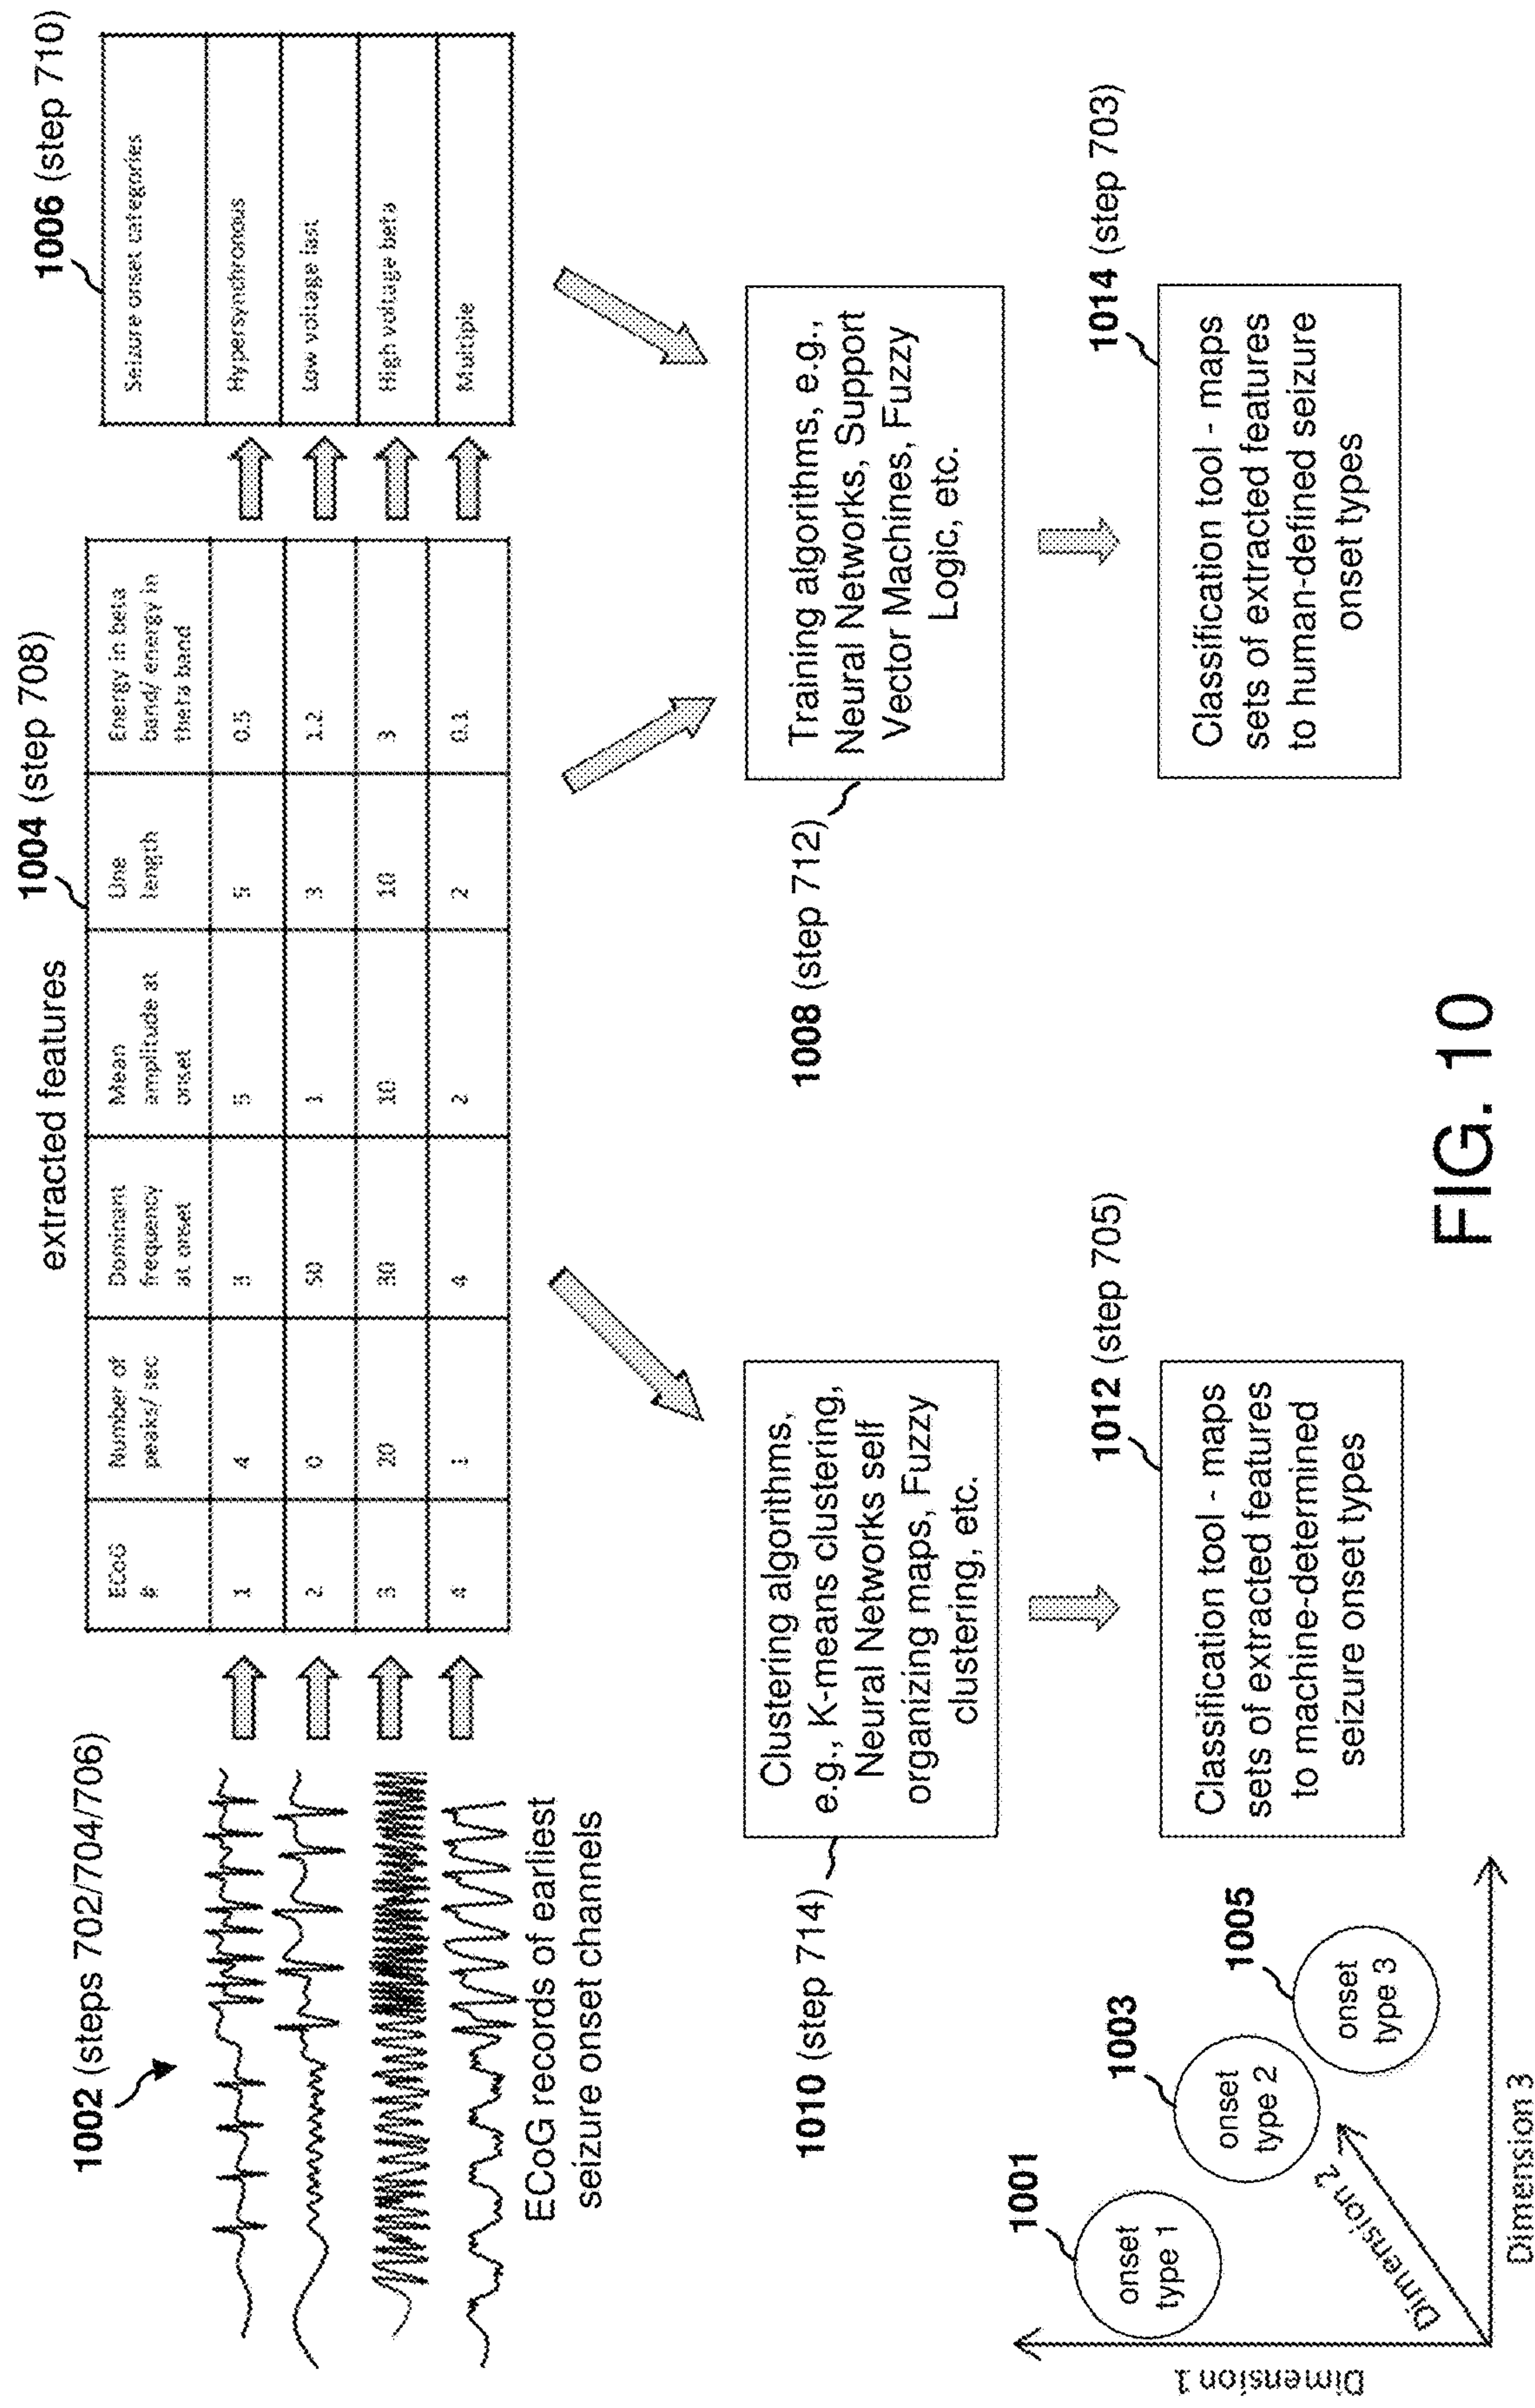 1002 (steps 702/704/706)
ECoG records of earliest
seizure onset channels
extracted features
1004 (step 708)
ECoG
#
Number of
peaks/ sec
Dominant
frequency
at onset
Mean
amplitude at
onset
Line
length
Energy in beta
band/ energy in
theta band
1 4 3 5 5 0.5
2 0 50 1 3 1.2
3 20 30 10 10 3
4 1 4 2 2 0.1
1006 (step 710)
Seizure onset categories
Hypersynchronous
Low voltage fast
High voltage beta
Multiple
1010 (step 714)
Clustering algorithms,
e.g., K-means clustering,
Neural Networks self
organizing maps, Fuzzy
clustering, etc.
1008 (step 712)
Training algorithms, e.g.,
Neural Networks, Support
Vector Machines, Fuzzy
Logic, etc.
1012 (step 705)
Classification tool - maps
sets of extracted features
to machine-determined
seizure onset types
1014 (step 703)
Classification tool - maps
sets of extracted features
to human-defined seizure
onset types
1001
onset
type 1
1003
onset
type 2
1005
onset
type 3
Dimension 1
Dimension 2
Dimension 3
FIG. 10